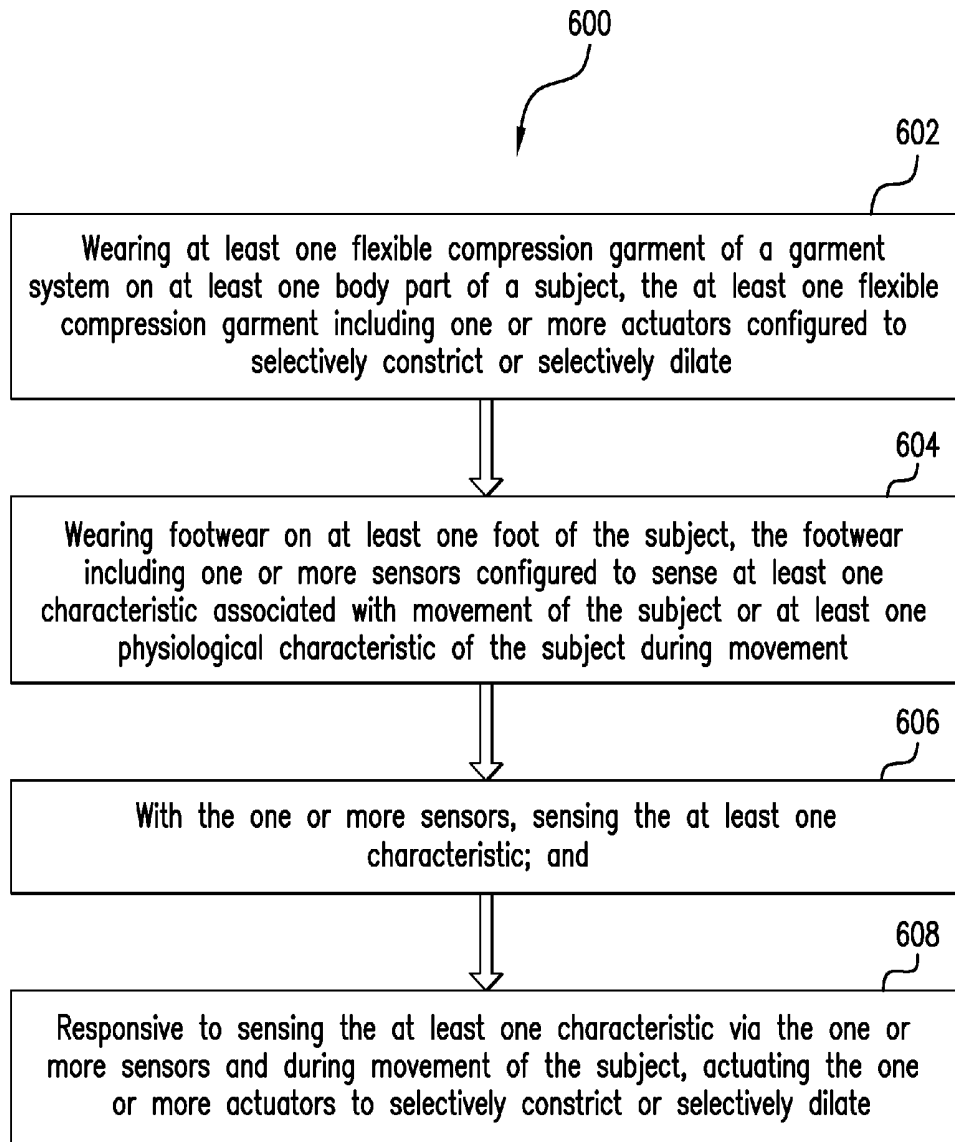 600
602
Wearing at least one flexible compression garment of a garment
system on at least one body part of a subject, the at least one flexible
compression garment including one or more actuators configured to
selectively constrict or selectively dilate
604
Wearing footwear on at least one foot of the subject, the footwear
including one or more sensors configured to sense at least one
characteristic associated with movement of the subject or at least one
physiological characteristic of the subject during movement
606
With the one or more sensors, sensing the at least one
characteristic; and
608
Responsive to sensing the at least one characteristic via the one or
more sensors and during movement of the subject, actuating the one
or more actuators to selectively constrict or selectively dilate